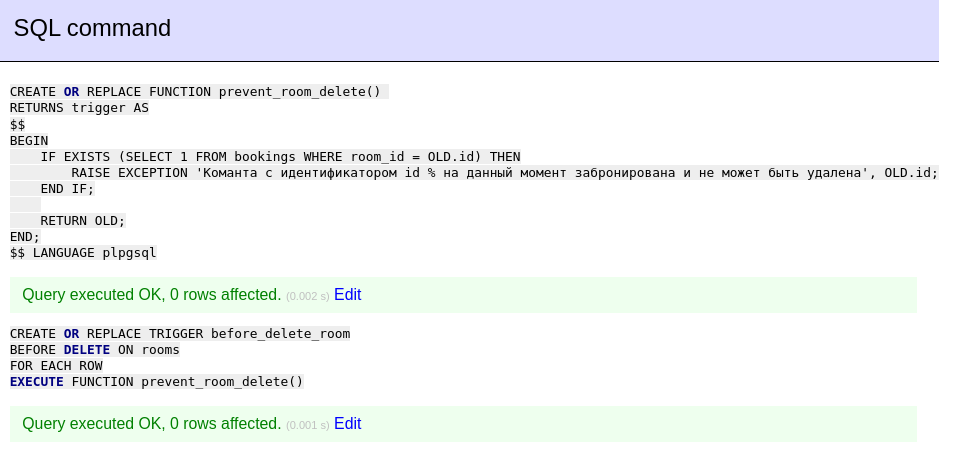 SQL command
CREATE OR REPLACE FUNCTION prevent_room_delete()
RETURNS trigger AS
$$
BEGIN
    IF EXISTS (SELECT 1 FROM bookings WHERE room_id = OLD.id) THEN
        RAISE EXCEPTION 'Команта с идентификатором id % на данный момент забронирована и не может быть удалена', OLD.id;
    END IF;
    RETURN OLD;
END;
$$ LANGUAGE plpgsql
Query executed OK, 0 rows affected. (0.002 s) Edit
CREATE OR REPLACE TRIGGER before_delete_room
BEFORE DELETE ON rooms
FOR EACH ROW
EXECUTE FUNCTION prevent_room_delete()
Query executed OK, 0 rows affected. (0.001 s) Edit